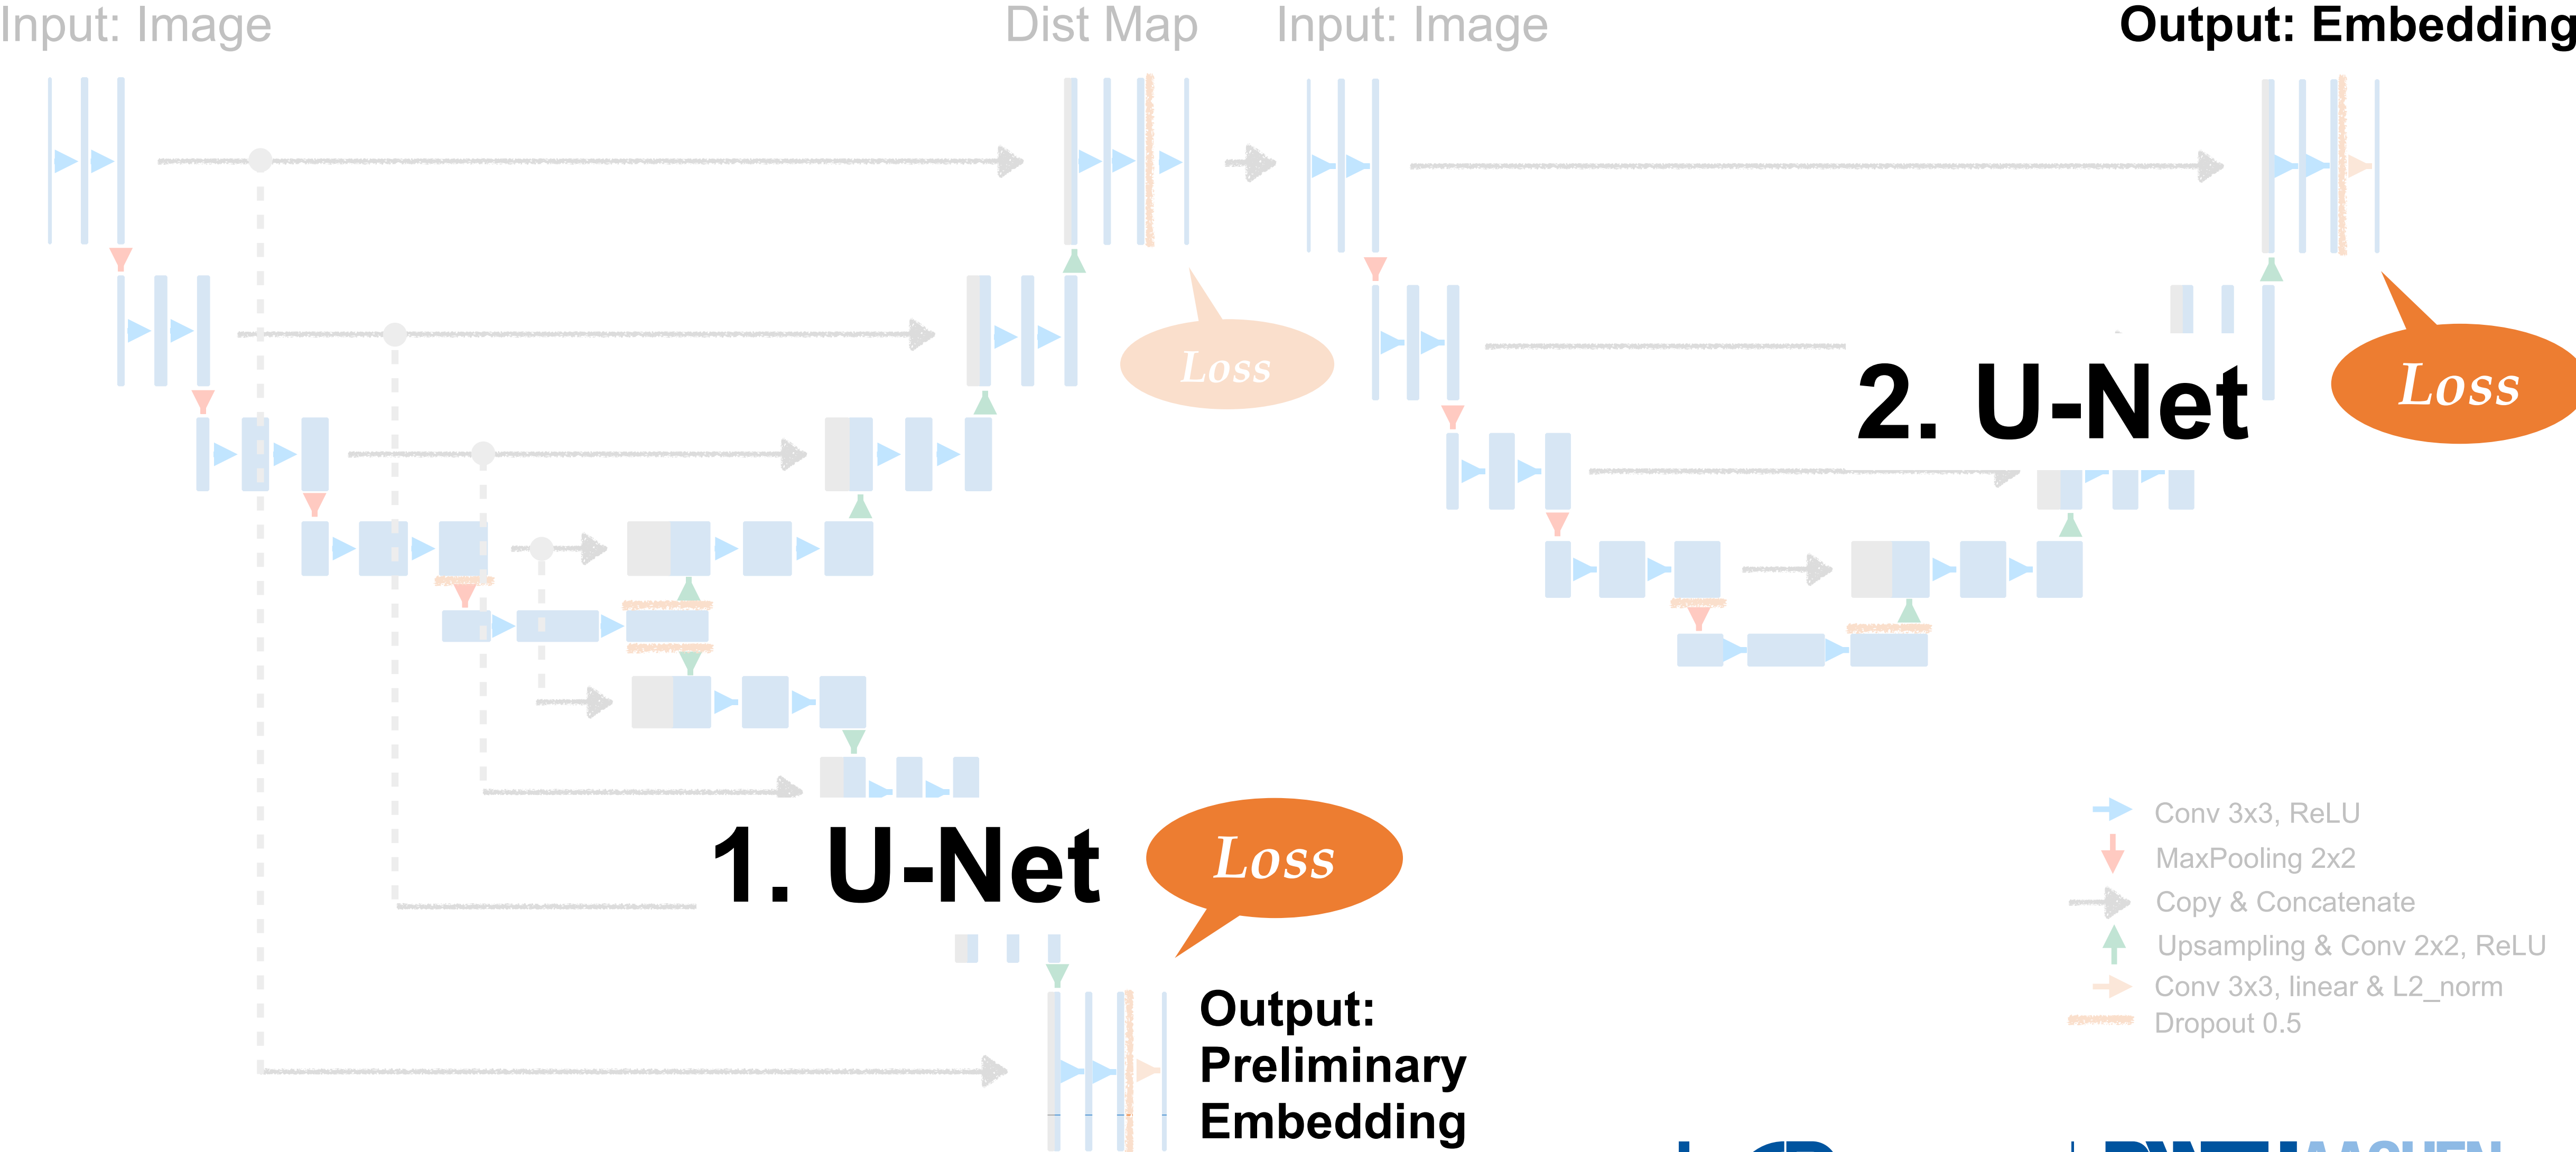 Input: Image
Dist Map
Input: Image
Output: Embedding
Loss
2. U-Net
Loss
1. U-Net
Loss
Output:
Preliminary
Embedding
Conv 3x3, ReLU
MaxPooling 2x2
Copy & Concatenate
Upsampling & Conv 2x2, ReLU
Conv 3x3, linear & L2_norm
Dropout 0.5